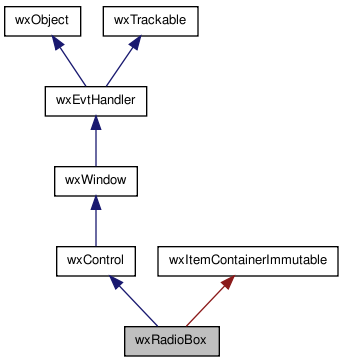 wxObject
wxTrackable
wxEvtHandler
wxWindow
wxControl
wxItemContainerImmutable
wxRadioBox